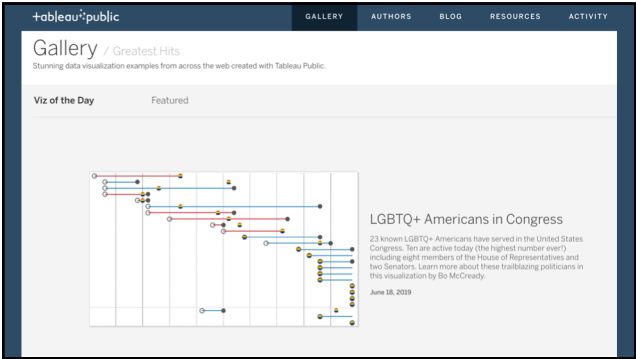 tableau public
GALLERY
AUTHORS
BLOG
RESOURCES
ACTIVITY
Gallery / Greatest Hits
Stunning data visualization examples from across the web created with Tableau Public.
Viz of the Day
Featured
LGBTQ+ Americans in Congress
23 known LGBTQ+ Americans have served in the United States
Congress. Ten are active today (the highest number ever!)
including eight members of the House of Representatives and
two Senators. Learn more about these trailblazing politicians in
this visualization by Bo McCready.
June 18, 2019